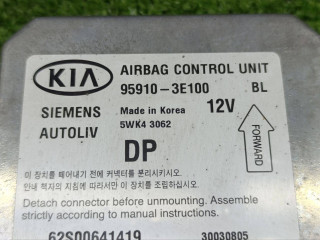 KIA AIRBAG CONTROL UNIT
95910-3E100 BL
SIEMENS Made in Korea 12V
AUTOLIV 5WK4 3062
DP
FORWARD
이 장치를 떼어내기 전에 커넥터를 분리시키시오.
인쇄 책자의 지침에 따라서만 이 장치를 조립하십시오.
Detach connector before unmounting. Assemble
strictly according to manual instructions.
62S00641419 30030805